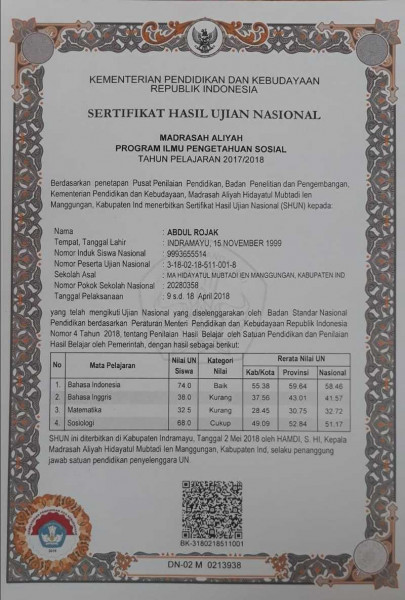 KEMENTERIAN PENDIDIKAN DAN KEBUDAYAAN
REPUBLIK INDONESIA
SERTIFIKAT HASIL UJIAN NASIONAL
MADRASAH ALIYAH
PROGRAM ILMU PENGETAHUAN SOSIAL
TAHUN PELAJARAN 2017/2018
Berdasarkan penetapan Pusat Penilaian Pendidikan, Badan Penelitian dan Pengembangan,
Kementerian Pendidikan dan Kebudayaan, Madrasah Aliyah Hidayatul Mubtadi Ien
Manggungan, Kabupaten Ind menerbitkan Sertifikat Hasil Ujian Nasional (SHUN) kepada:
Nama : ABDUL ROJAK
Tempat, Tanggal Lahir : INDRAMAYU, 15 NOVEMBER 1999
Nomor Induk Siswa Nasional : 9993655514
Nomor Peserta Ujian Nasional : 3-18-02-18-511-001-8
Sekolah Asal : MA HIDAYATUL MUBTADI IEN MANGGUNGAN, KABUPATEN IND
Nomor Pokok Sekolah Nasional : 20280358
Tanggal Pelaksanaan : 9 s.d. 18 April 2018
yang telah mengikuti Ujian Nasional yang diselenggarakan oleh Badan Standar Nasional
Pendidikan berdasarkan Peraturan Menteri Pendidikan dan Kebudayaan Republik Indonesia
Nomor 4 Tahun 2018, tentang Penilaian Hasil Belajar oleh Satuan Pendidikan dan Penilaian
Hasil Belajar oleh Pemerintah, dengan hasil sebagai berikut:
No Mata Pelajaran Nilai UN Siswa Kategori Nilai Rerata Nilai UN
Kab/Kota Provinsi Nasional
1. Bahasa Indonesia 74.0 Baik 55.38 59.64 58.46
2. Bahasa Inggris 38.0 Kurang 37.56 43.01 41.57
3. Matematika 32.5 Kurang 28.45 30.75 32.72
4. Sosiologi 68.0 Cukup 49.09 52.84 51.17
SHUN ini diterbitkan di Kabupaten Indramayu, Tanggal 2 Mei 2018 oleh HAMDI, S. HI, Kepala
Madrasah Aliyah Hidayatul Mubtadi Ien Manggungan, Kabupaten Ind, selaku penanggung
jawab satuan pendidikan penyelenggara UN.
BK-3180218511001
DN-02 M 0213938